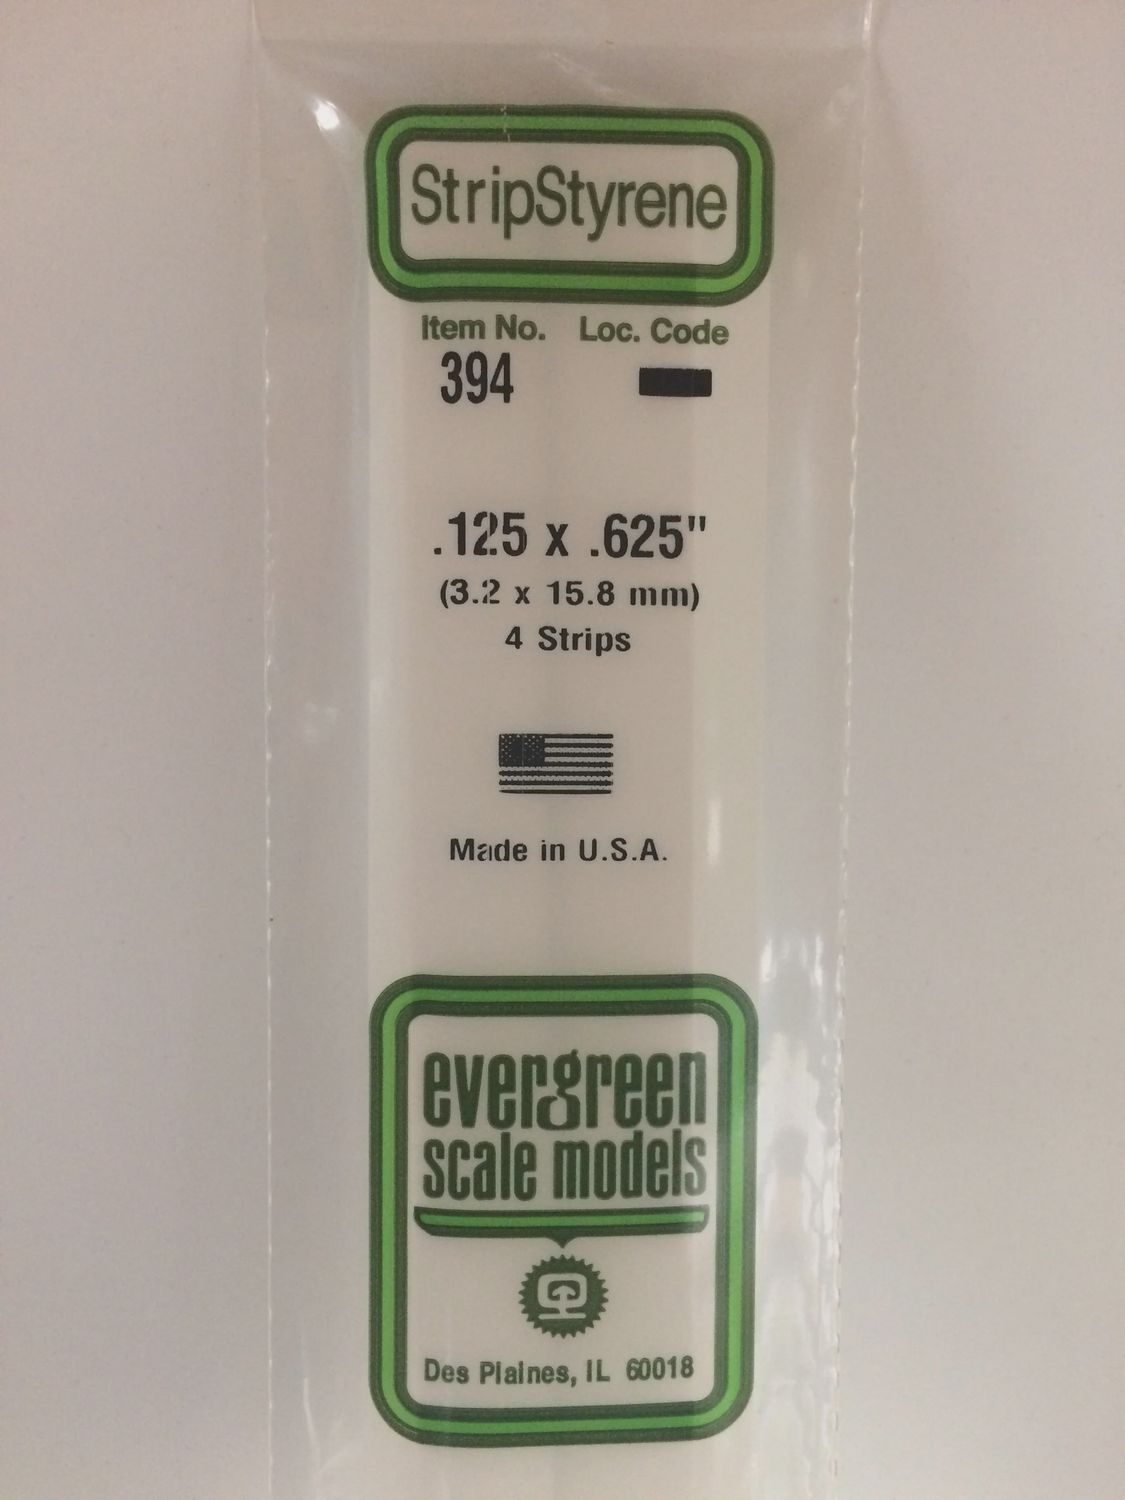 StripStyrene
Item No. Loc. Code
394
.125 x .625"
(3.2 x 15.8 mm)
4 Strips
Made in U.S.A.
evergreen
scale models
Des Plaines, IL 60018